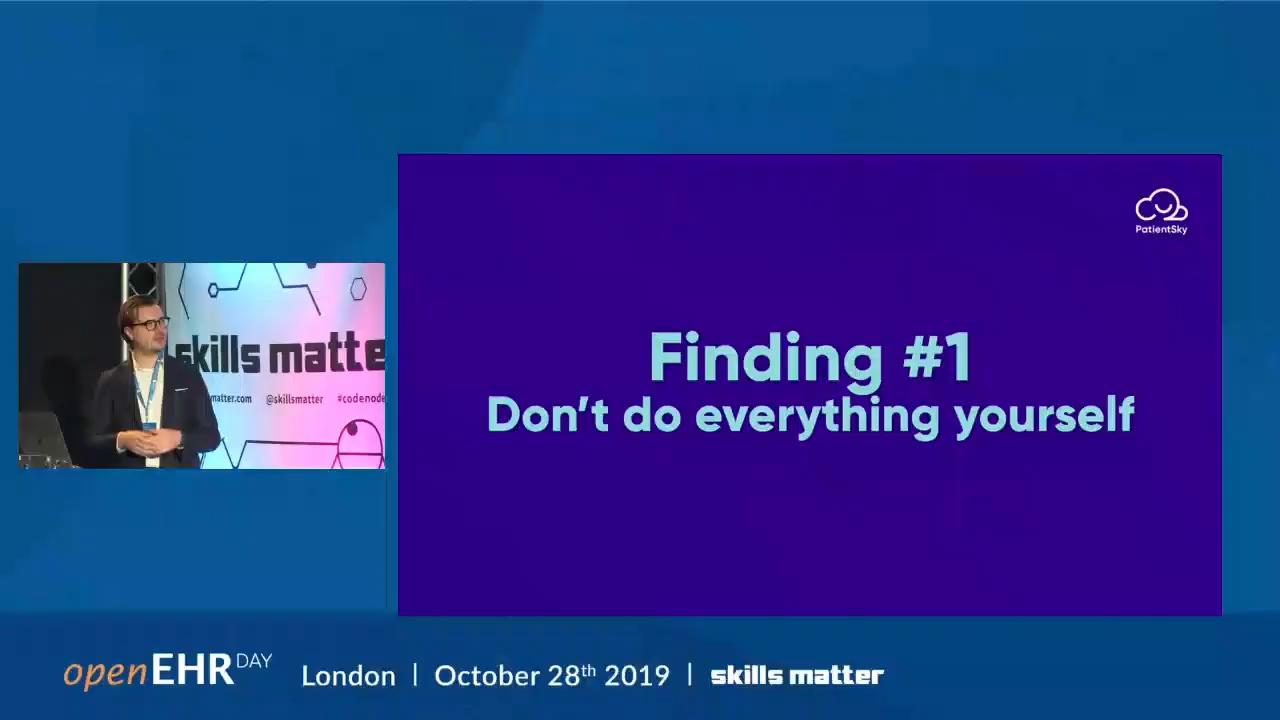 PatientSky
Finding #1
Don't do everything yourself
skills matte
matter.com @skillsmatter #codenode
openEHR DAY London | October 28th 2019 | skills matter